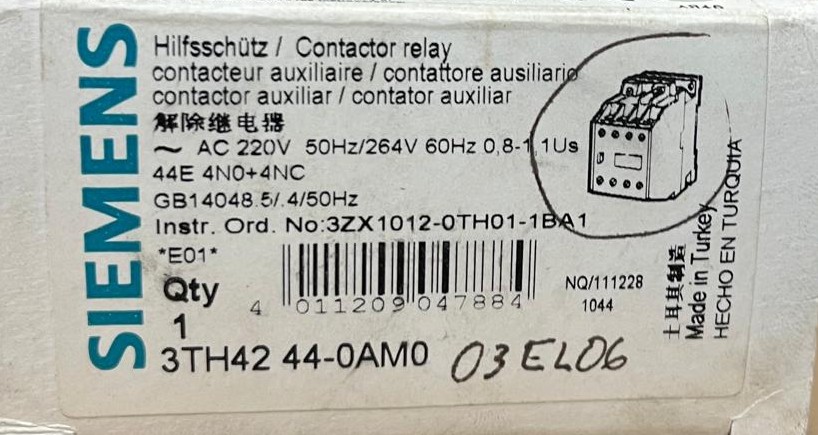 SIEMENS
Hilfsschütz / Contactor relay
contacteur auxiliaire / contattore ausiliario
contactor auxiliar / contator auxiliar
解除继电器
~ AC 220V 50Hz/264V 60Hz 0,8-1,1Us
44E 4N0+4NC
GB14048.5/.4/50Hz
Instr. Ord. No:3ZX1012-0TH01-1BA1
*E01*
Qty
1
4 011209 047884
NQ/111228
1044
3TH42 44-0AM0
03EL06
土耳其制造
Made in Turkey
HECHO EN TURQUIA